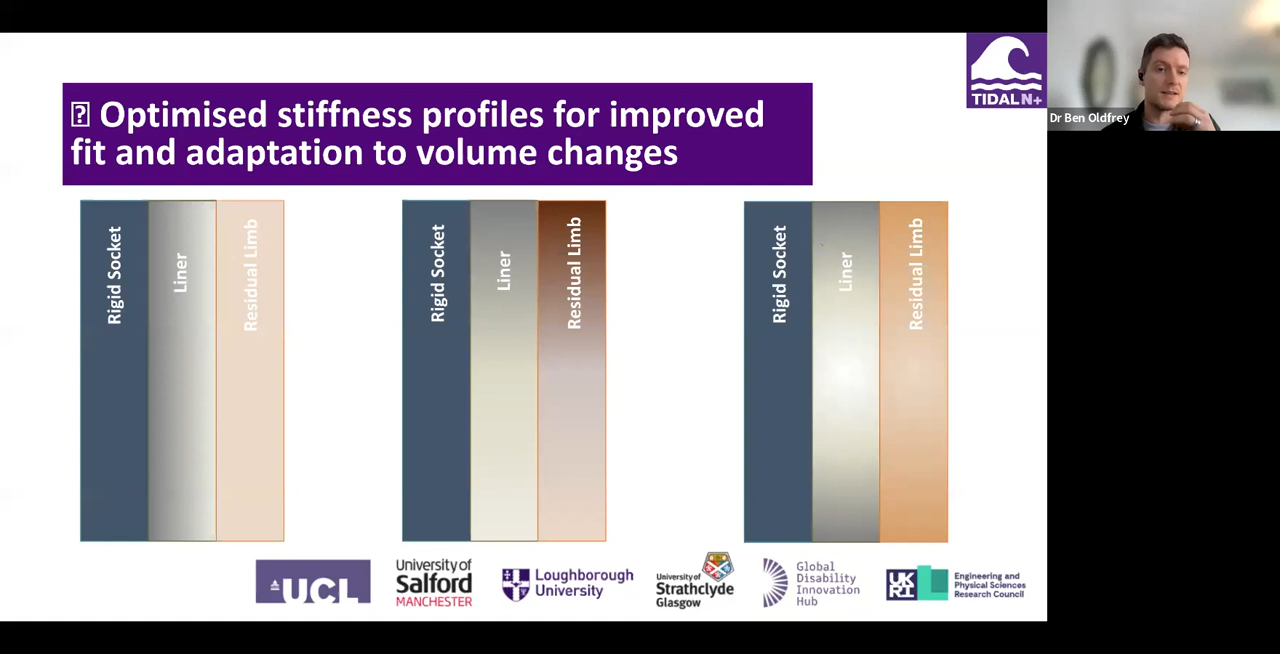 TIDAL N+
Dr Ben Oldfrey
Optimised stiffness profiles for improved
fit and adaptation to volume changes
Rigid Socket
Liner
Residual Limb
Rigid Socket
Liner
Residual Limb
Rigid Socket
Liner
Residual Limb
UCL
University of
Salford
MANCHESTER
Loughborough
University
University of
Strathclyde
Glasgow
Global
Disability
Innovation
Hub
UK
RI
Engineering and
Physical Sciences
Research Council